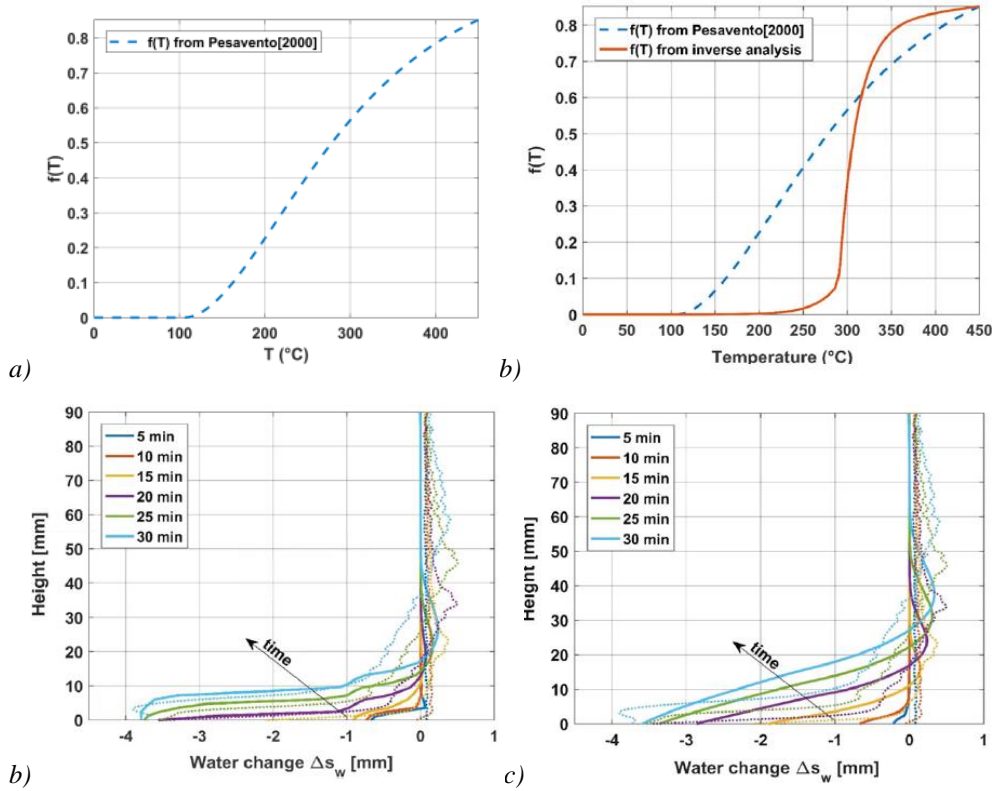 f(T) from Pesavento[2000]
0.8
0.7
0.6
0.5
0.4
0.3
0.2
0.1
0
f(T)
0
100
200
300
400
T (°C)
a)
f(T) from Pesavento[2000]
f(T) from inverse analysis
0.8
0.7
0.6
0.5
0.4
0.3
0.2
0.1
0
f(T)
0
50
100
150
200
250
300
350
400
450
Temperature (°C)
b)
90
80
70
60
50
40
30
20
10
0
Height [mm]
5 min
10 min
15 min
20 min
25 min
30 min
time
-4
-3
-2
-1
0
1
Water change Δsw [mm]
b)
90
80
70
60
50
40
30
20
10
0
Height [mm]
5 min
10 min
15 min
20 min
25 min
30 min
time
-4
-3
-2
-1
0
1
Water change Δsw [mm]
c)